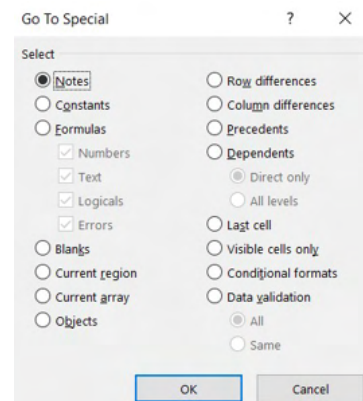 Go To Special ? ×
Select
Notes
Constants
Formulas
Numbers
Text
Logicals
Errors
Blanks
Current region
Current array
Objects
Row differences
Column differences
Precedents
Dependents
Direct only
All levels
Last cell
Visible cells only
Conditional formats
Data validation
All
Same
OK
Cancel